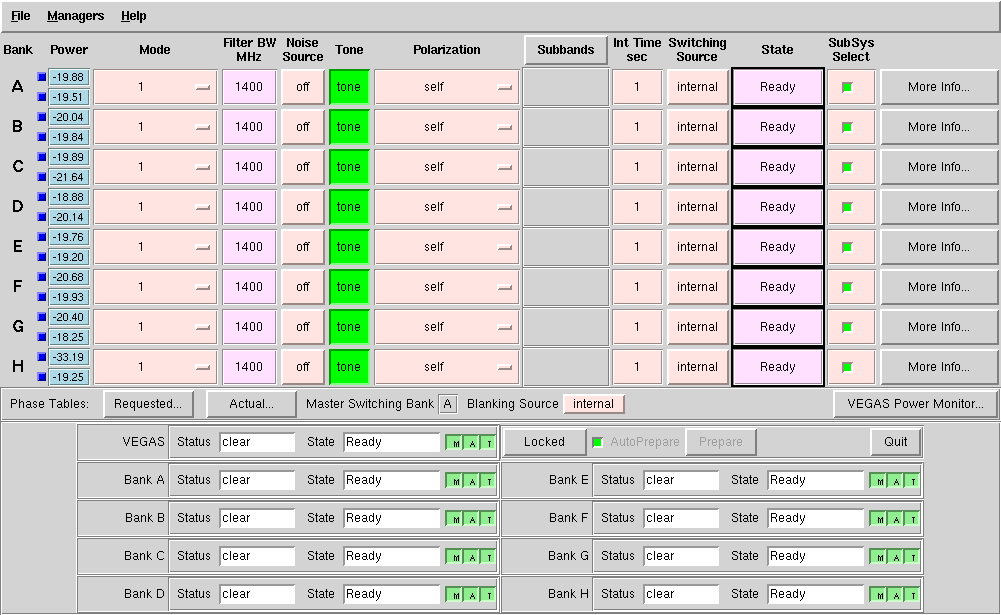 File Managers Help
Bank Power Mode Filter BW MHz Noise Source Tone Polarization Subbands Int Time sec Switching Source State SubSys Select
A -19.88 -19.51 1 1400 off tone self 1 internal Ready More Info...
B -20.04 -19.84 1 1400 off tone self 1 internal Ready More Info...
C -19.89 -21.64 1 1400 off tone self 1 internal Ready More Info...
D -18.88 -20.14 1 1400 off tone self 1 internal Ready More Info...
E -19.76 -19.20 1 1400 off tone self 1 internal Ready More Info...
F -20.68 -19.93 1 1400 off tone self 1 internal Ready More Info...
G -20.40 -18.25 1 1400 off tone self 1 internal Ready More Info...
H -33.19 -19.25 1 1400 off tone self 1 internal Ready More Info...
Phase Tables: Requested... Actual... Master Switching Bank A Blanking Source internal VEGAS Power Monitor...
VEGAS Status clear State Ready M A T Locked AutoPrepare Prepare Quit
Bank A Status clear State Ready M A T Bank E Status clear State Ready M A T
Bank B Status clear State Ready M A T Bank F Status clear State Ready M A T
Bank C Status clear State Ready M A T Bank G Status clear State Ready M A T
Bank D Status clear State Ready M A T Bank H Status clear State Ready M A T